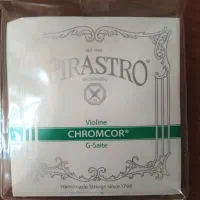 PIRASTRO
Violine
CHROMCOR®
G-Saite
Handmade Strings since 1798